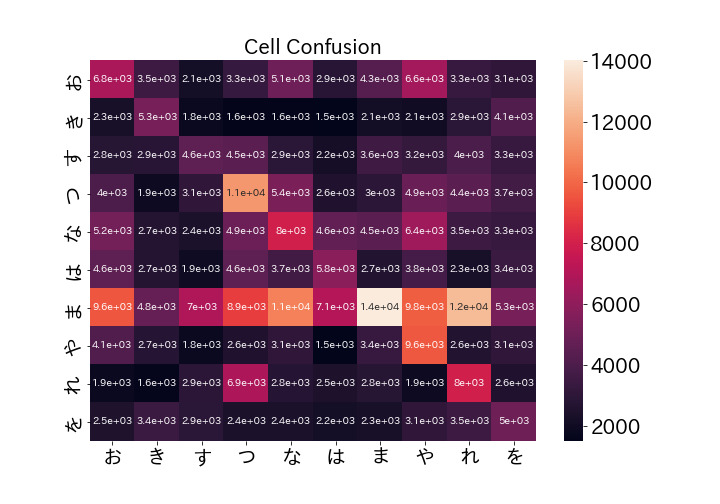 Cell Confusion
お 6.8e+03 3.5e+03 2.1e+03 3.3e+03 5.1e+03 2.9e+03 4.3e+03 6.6e+03 3.3e+03 3.1e+03
き 2.3e+03 5.3e+03 1.8e+03 1.6e+03 1.6e+03 1.5e+03 2.1e+03 2.1e+03 2.9e+03 4.1e+03
す 2.8e+03 2.9e+03 4.6e+03 4.5e+03 2.9e+03 2.2e+03 3.6e+03 3.2e+03 4e+03 3.3e+03
つ 4e+03 1.9e+03 3.1e+03 1.1e+04 5.4e+03 2.6e+03 3e+03 4.9e+03 4.4e+03 3.7e+03
な 5.2e+03 2.7e+03 2.4e+03 4.9e+03 8e+03 4.6e+03 4.5e+03 6.4e+03 3.5e+03 3.3e+03
は 4.6e+03 2.7e+03 1.9e+03 4.6e+03 3.7e+03 5.8e+03 2.7e+03 3.8e+03 2.3e+03 3.4e+03
ま 9.6e+03 4.8e+03 7e+03 8.9e+03 1.1e+04 7.1e+03 1.4e+04 9.8e+03 1.2e+04 5.3e+03
や 4.1e+03 2.7e+03 1.8e+03 2.6e+03 3.1e+03 1.5e+03 3.4e+03 9.6e+03 2.6e+03 3.1e+03
れ 1.9e+03 1.6e+03 2.9e+03 6.9e+03 2.8e+03 2.5e+03 2.8e+03 1.9e+03 8e+03 2.6e+03
を 2.5e+03 3.4e+03 2.9e+03 2.4e+03 2.4e+03 2.2e+03 2.3e+03 3.1e+03 3.5e+03 5e+03
お き す つ な は ま や れ を
14000
12000
10000
8000
6000
4000
2000